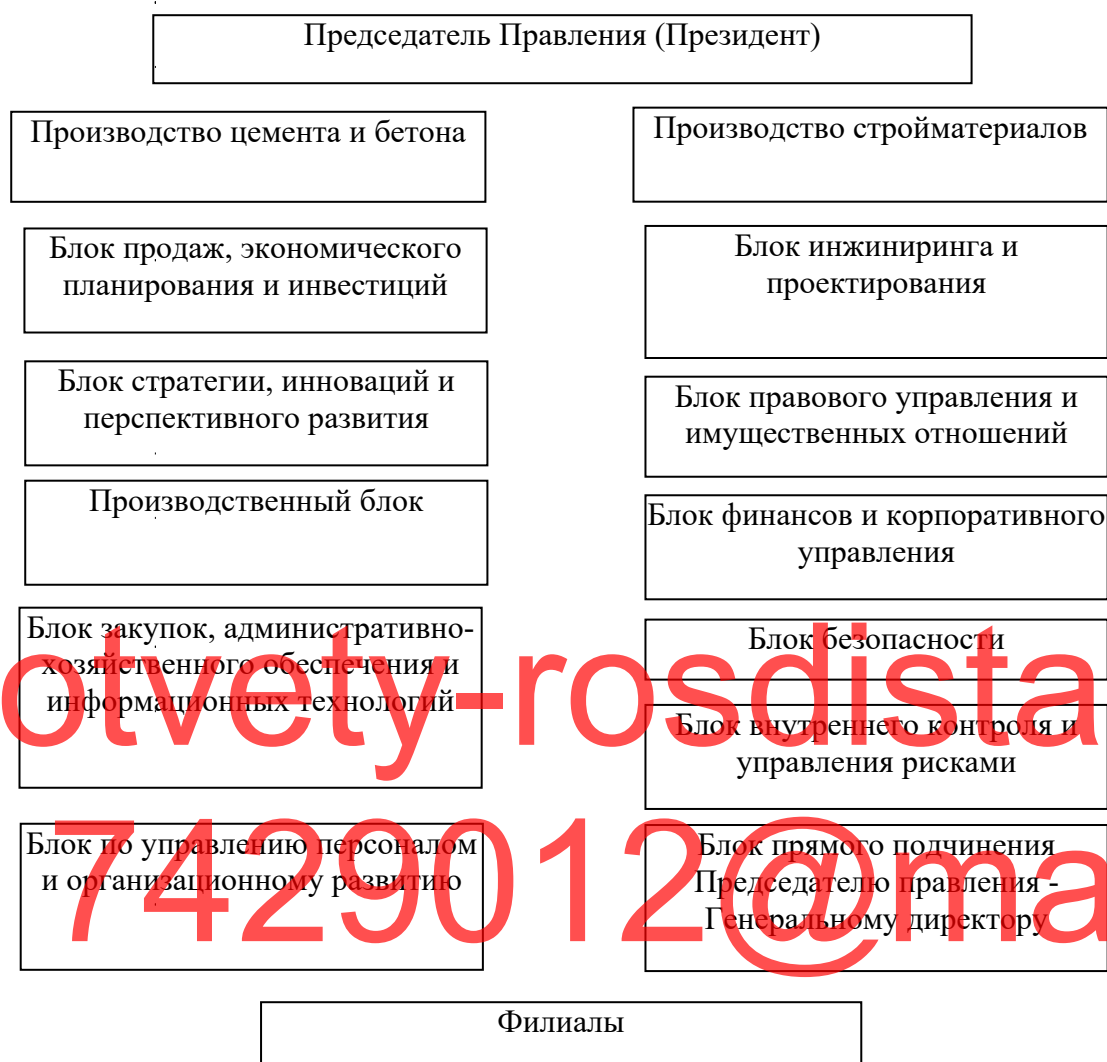 Председатель Правления (Президент)
Производство цемента и бетона
Производство стройматериалов
Блок продаж, экономического
планирования и инвестиций
Блок инжиниринга и
проектирования
Блок стратегии, инноваций и
перспективного развития
Блок правового управления и
имущественных отношений
Производственный блок
Блок финансов и корпоративного
управления
Блок закупок, административно-
хозяйственного обеспечения и
информационных технологий
Блок безопасности
Блок внутреннего контроля и
управления рисками
Блок по управлению персоналом
и организационному развитию
Блок прямого подчинения
Председателю правления -
Генеральному директору
Филиалы
otvety-rosdista
7429012@ma